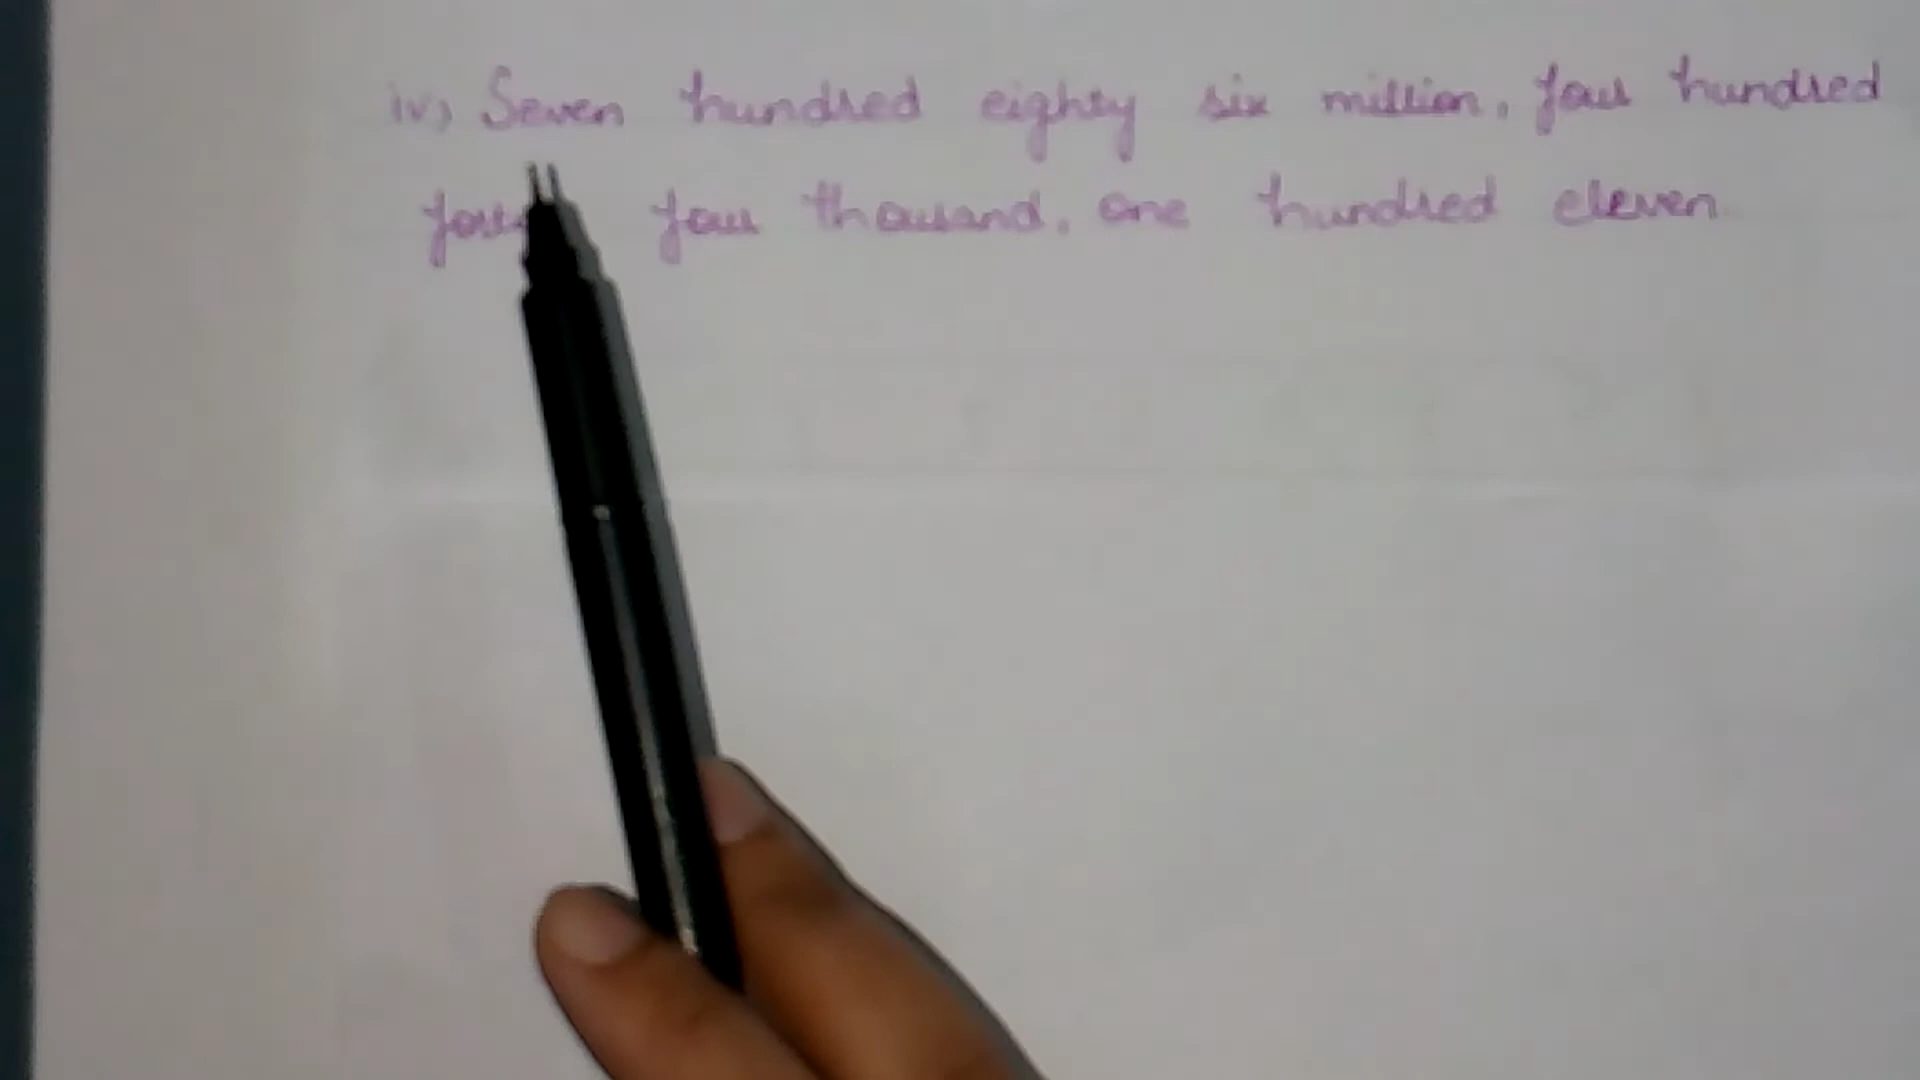 iv) Seven hundred eighty six million, four hundred
four thousand, one hundred eleven